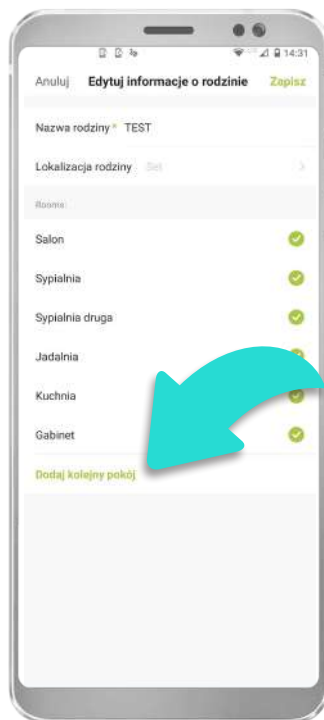 14:31
Anuluj Edytuj informacje o rodzinie Zapisz
Nazwa rodziny * TEST
Lokalizacja rodziny Set
Rooms:
Salon
Sypialnia
Sypialnia druga
Jadalnia
Kuchnia
Gabinet
Dodaj kolejny pokój